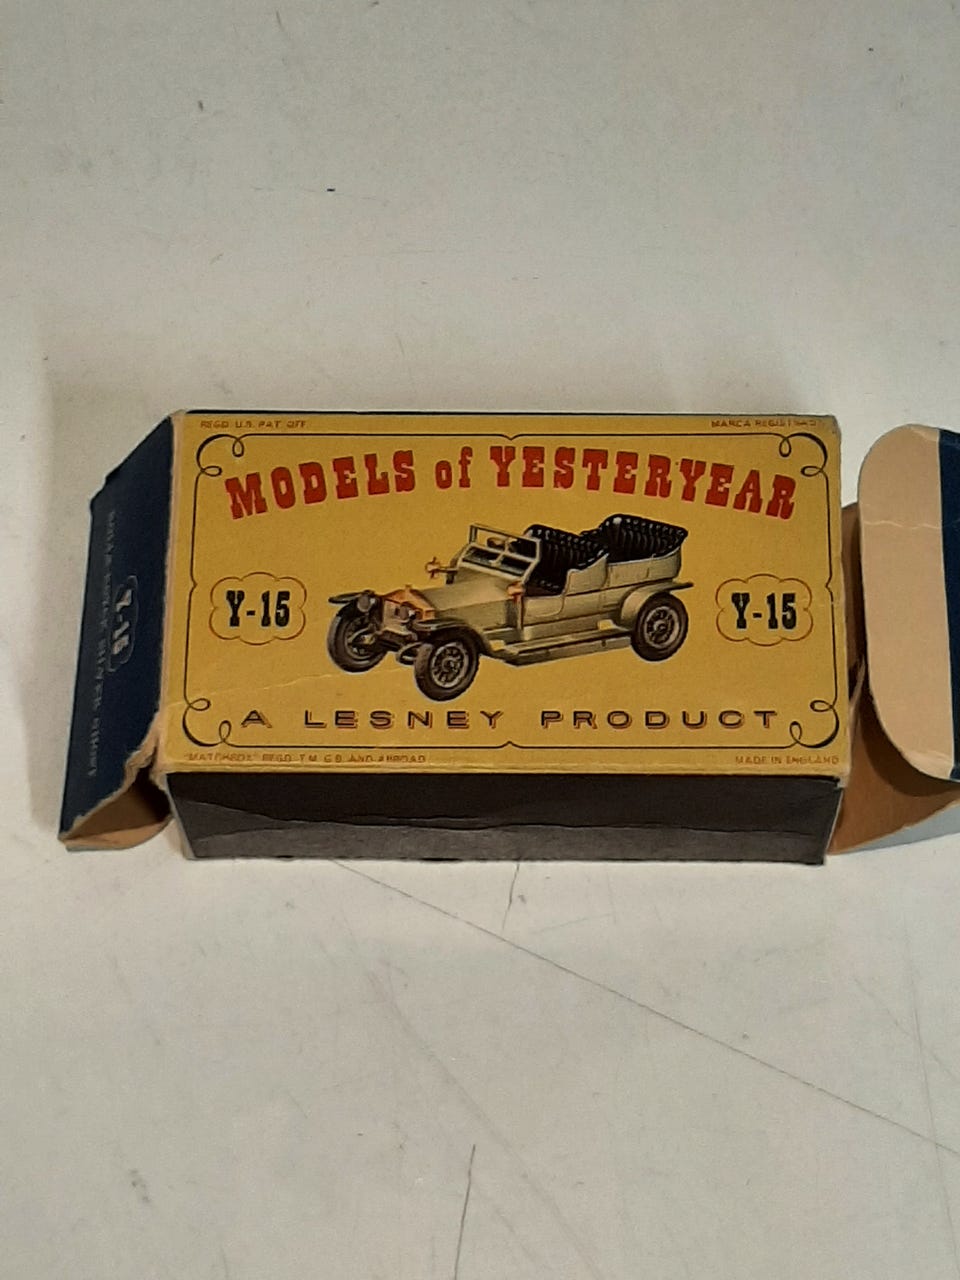 REGD U.S. PAT. OFF.
MARCA REGISTRADA
MODELS of YESTERYEAR
Y-15
Y-15
A LESNEY PRODUCT
"MATCHBOX" REGD. T.M. G.B. AND ABROAD
MADE IN ENGLAND
Y-15